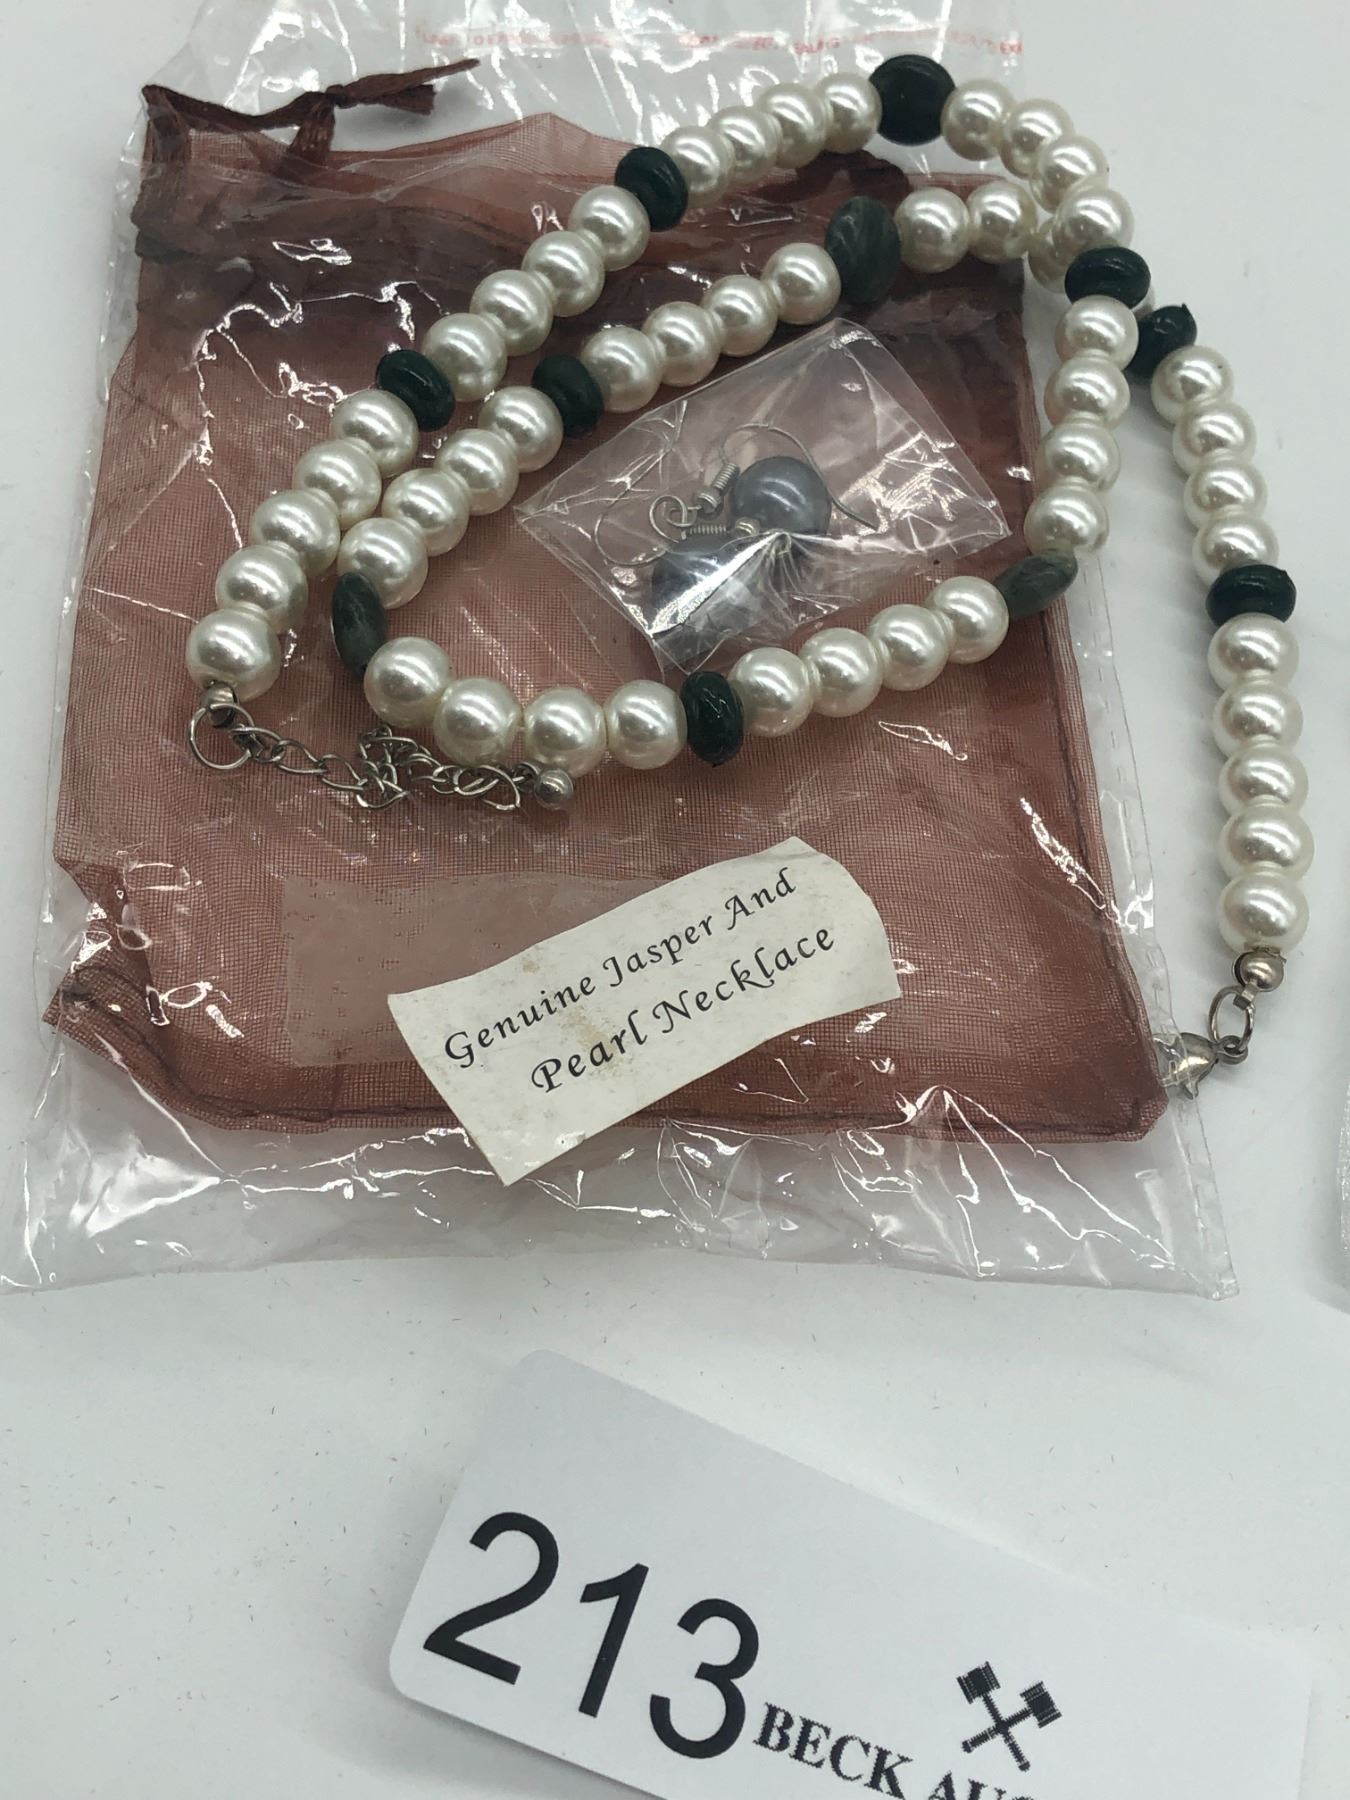 Genuine Jasper And
Pearl Necklace
213
BECK